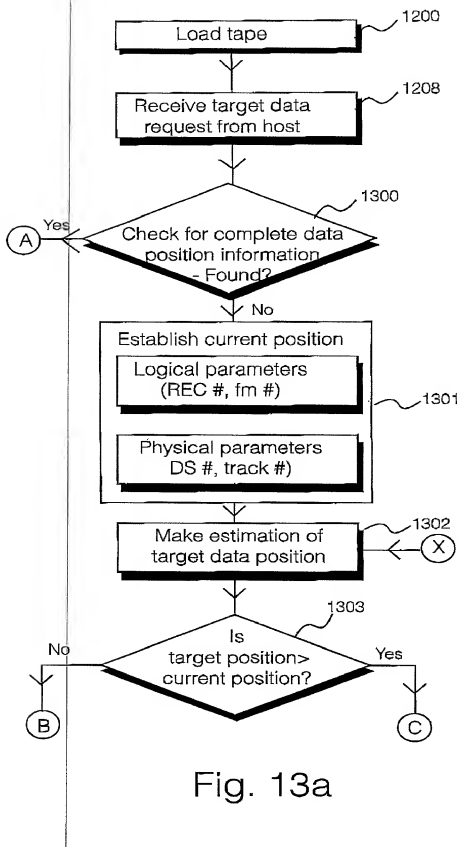 1200
Load tape
1208
Receive target data
request from host
1300
Yes
A
Check for complete data
position information
- Found?
No
Establish current position
Logical parameters
(REC #, fm #)
1301
Physical parameters
DS #, track #)
1302
Make estimation of
target data position
X
1303
No
Is
target position>
current position?
Yes
B
C
Fig. 13a